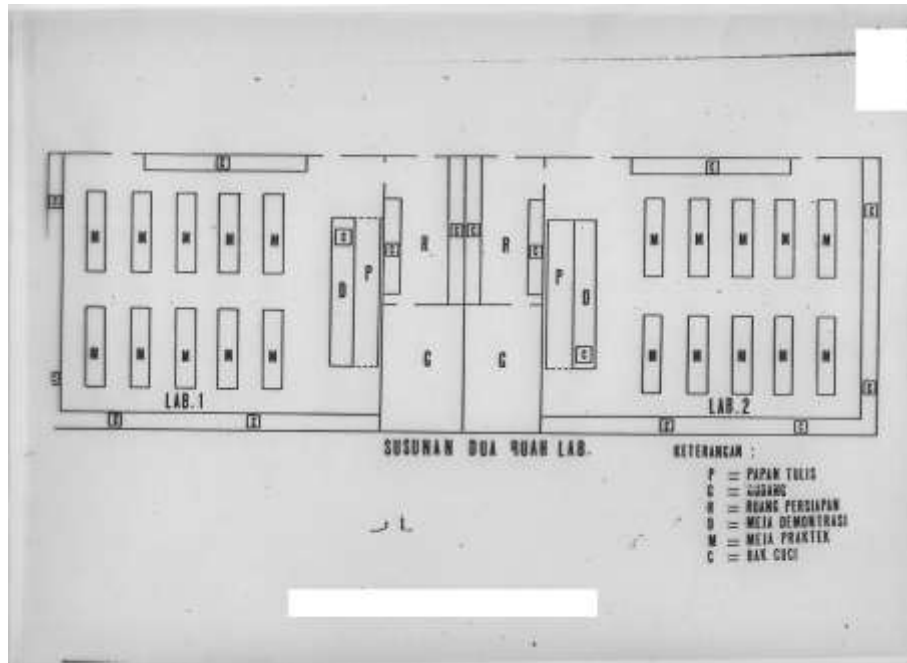 C C
C
M M M M M C C R C C R C M M M M M
P P
D D
G G C
M M M M M M M M M M
C
LAB.1 LAB.2
C C C C
SUSUNAN DUA BUAH LAB.
KETERANGAN :
P = PAPAN TULIS
G = GUDANG
R = RUANG PERSIAPAN
D = MEJA DEMONTRASI
M = MEJA PRAKTEK
C = BAK CUCI